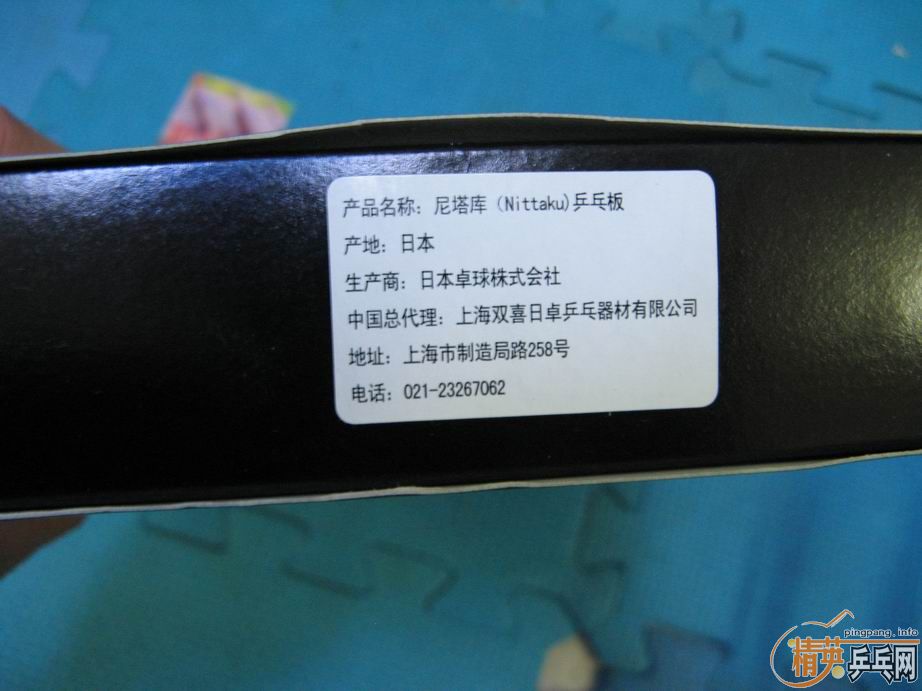 产品名称：尼塔库（Nittaku)乒乓板
产地：日本
生产商：日本卓球株式会社
中国总代理：上海双喜日卓乒乓器材有限公司
地址：上海市制造局路258号
电话：021-23267062
pingpang.info
精英乒乓网